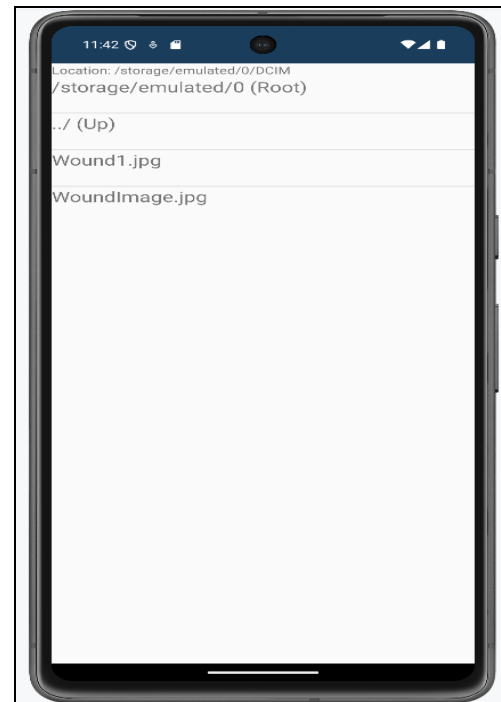 11:42
Location: /storage/emulated/0/DCIM
/storage/emulated/0 (Root)
../ (Up)
Wound1.jpg
WoundImage.jpg